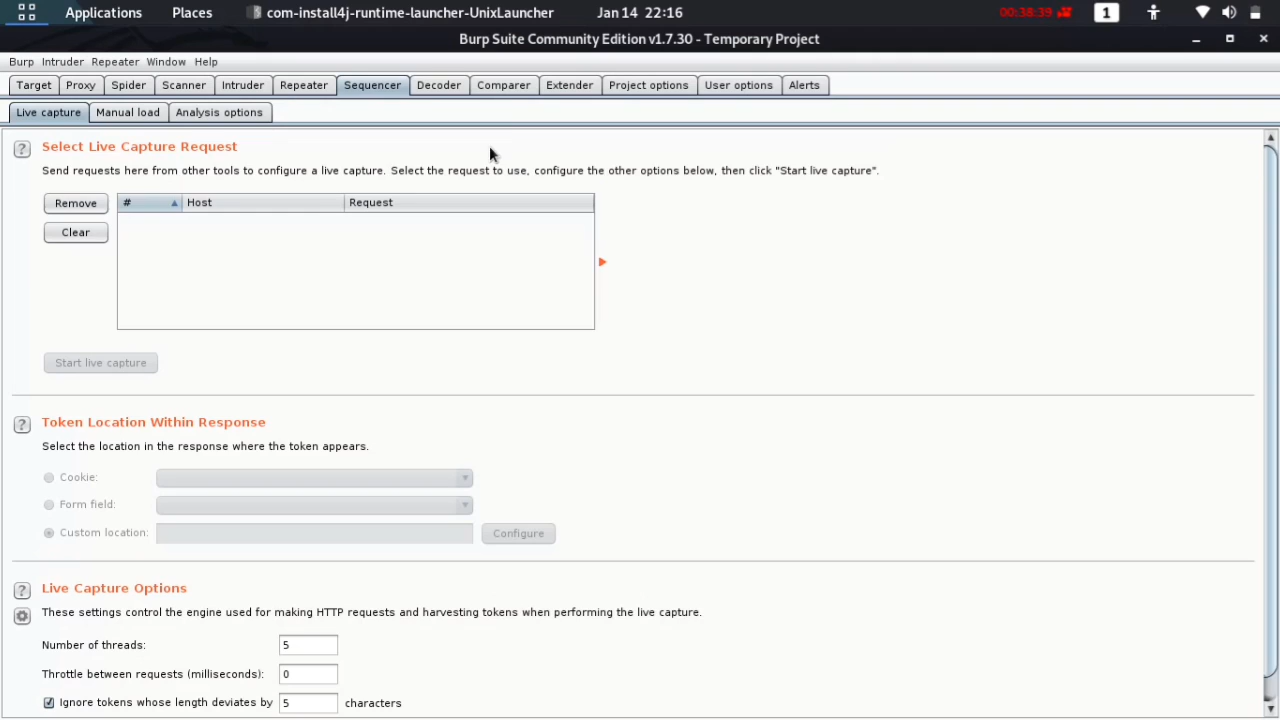 Applications Places com-install4j-runtime-launcher-UnixLauncher Jan 14 22:16 00:38:39 1
Burp Suite Community Edition v1.7.30 - Temporary Project
Burp Intruder Repeater Window Help
Target Proxy Spider Scanner Intruder Repeater Sequencer Decoder Comparer Extender Project options User options Alerts
Live capture Manual load Analysis options
? Select Live Capture Request
Send requests here from other tools to configure a live capture. Select the request to use, configure the other options below, then click "Start live capture".
Remove # Host Request
Clear
Start live capture
? Token Location Within Response
Select the location in the response where the token appears.
Cookie:
Form field:
Custom location: Configure
? Live Capture Options
These settings control the engine used for making HTTP requests and harvesting tokens when performing the live capture.
Number of threads: 5
Throttle between requests (milliseconds): 0
Ignore tokens whose length deviates by 5 characters